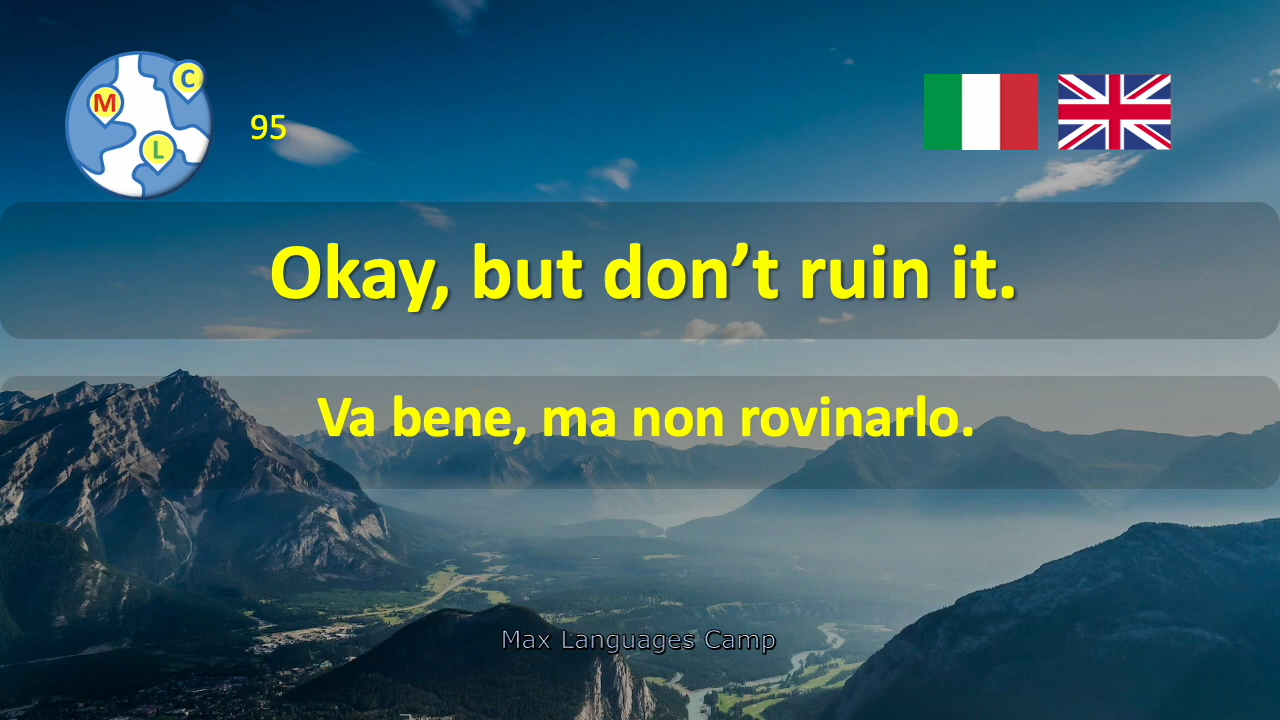 C
M
L
95
Okay, but don’t ruin it.
Va bene, ma non rovinarlo.
Max Languages Camp